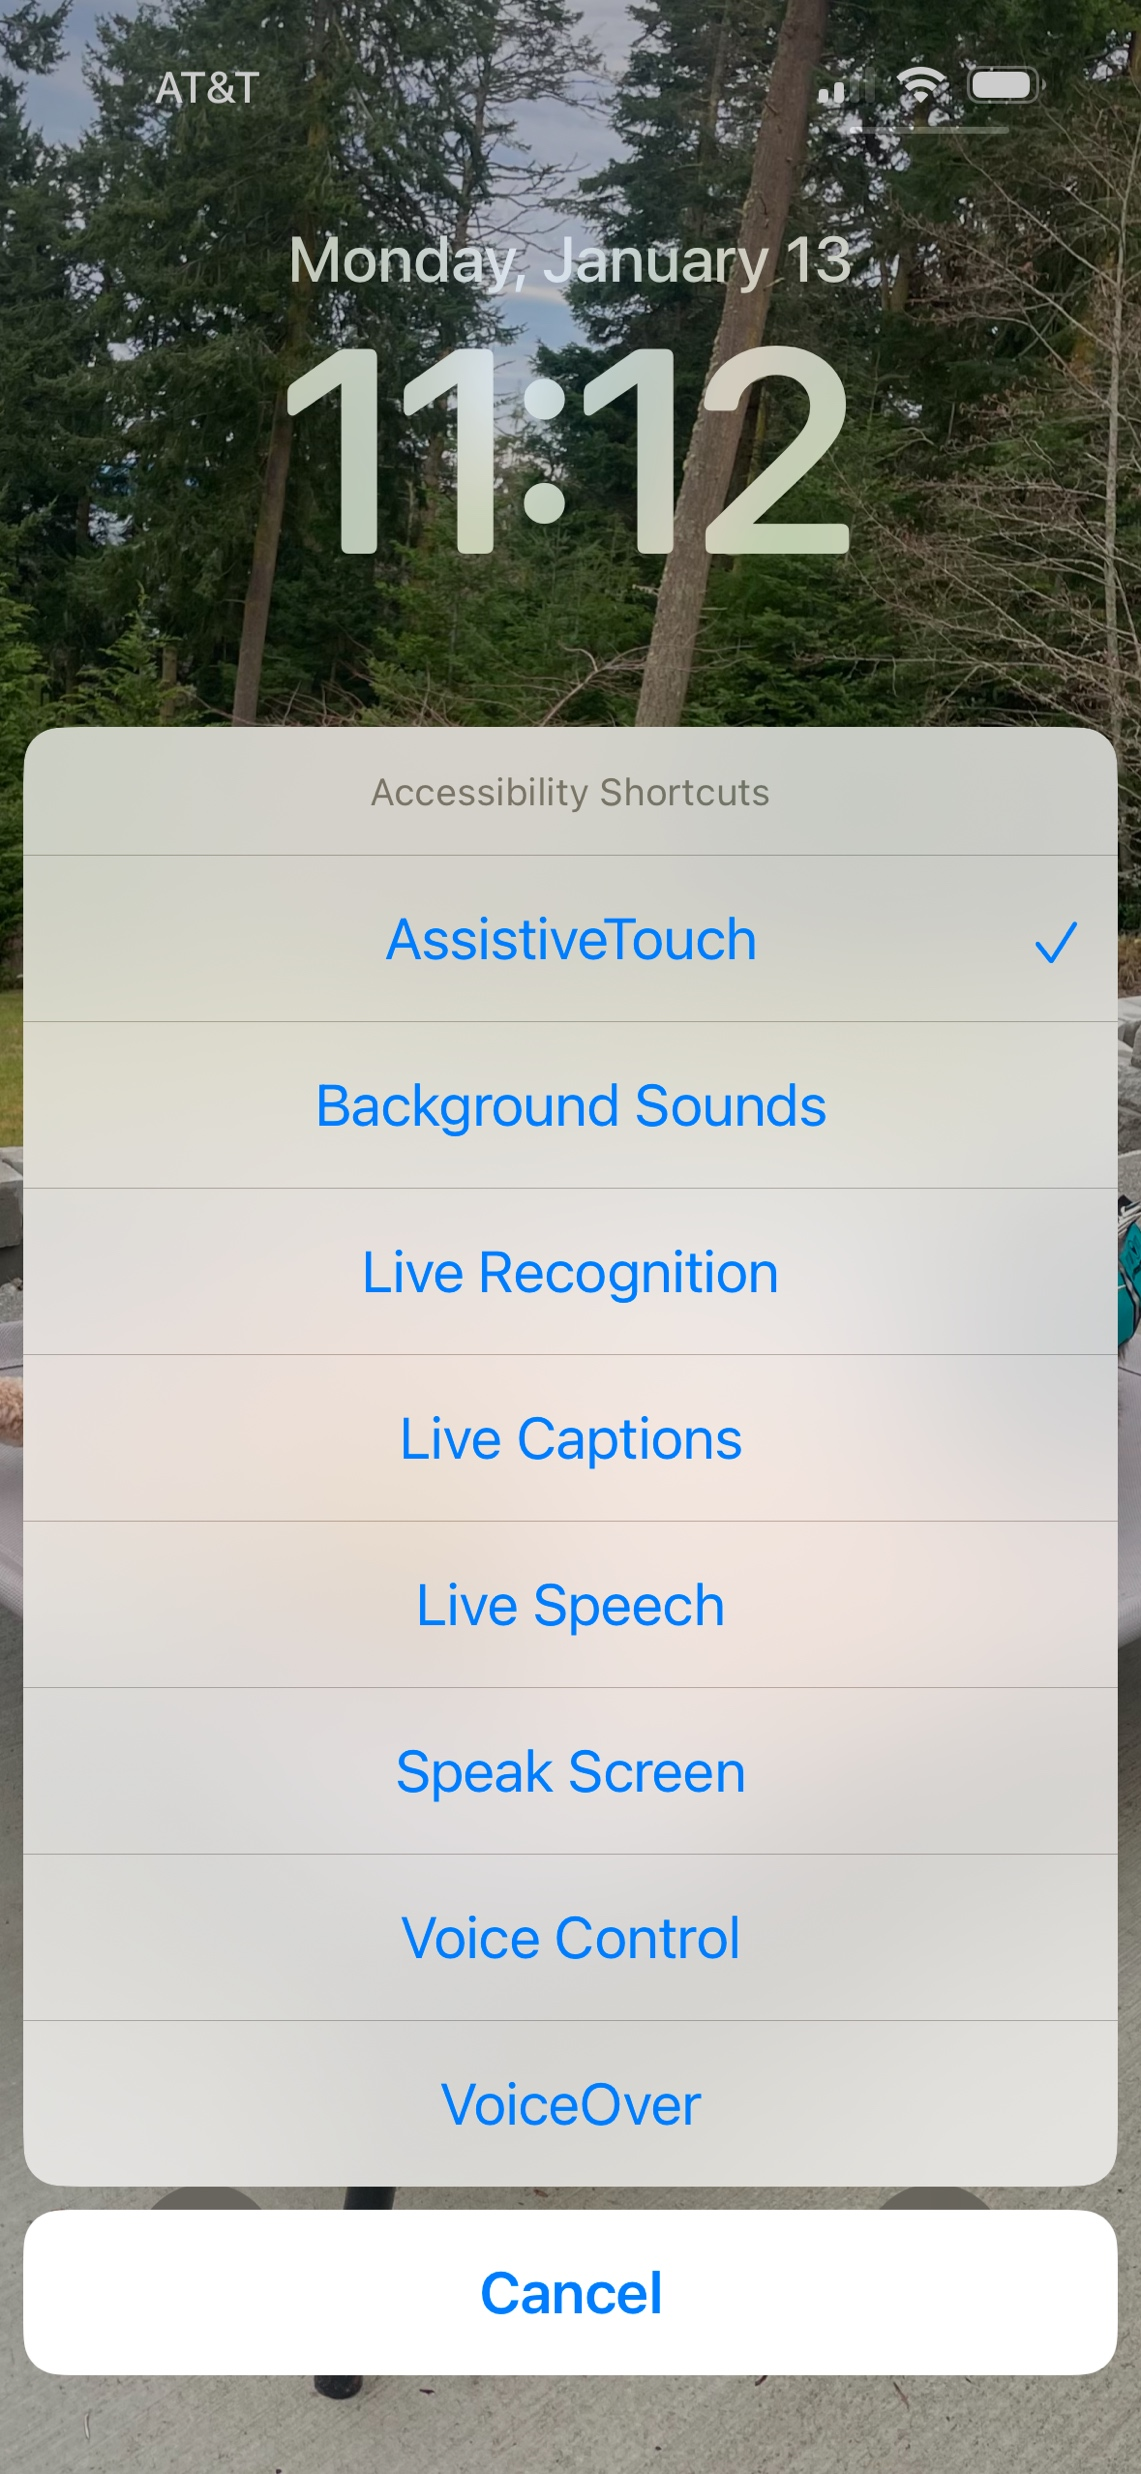 AT&T
Monday, January 13
11:12
Accessibility Shortcuts
AssistiveTouch
Background Sounds
Live Recognition
Live Captions
Live Speech
Speak Screen
Voice Control
VoiceOver
Cancel